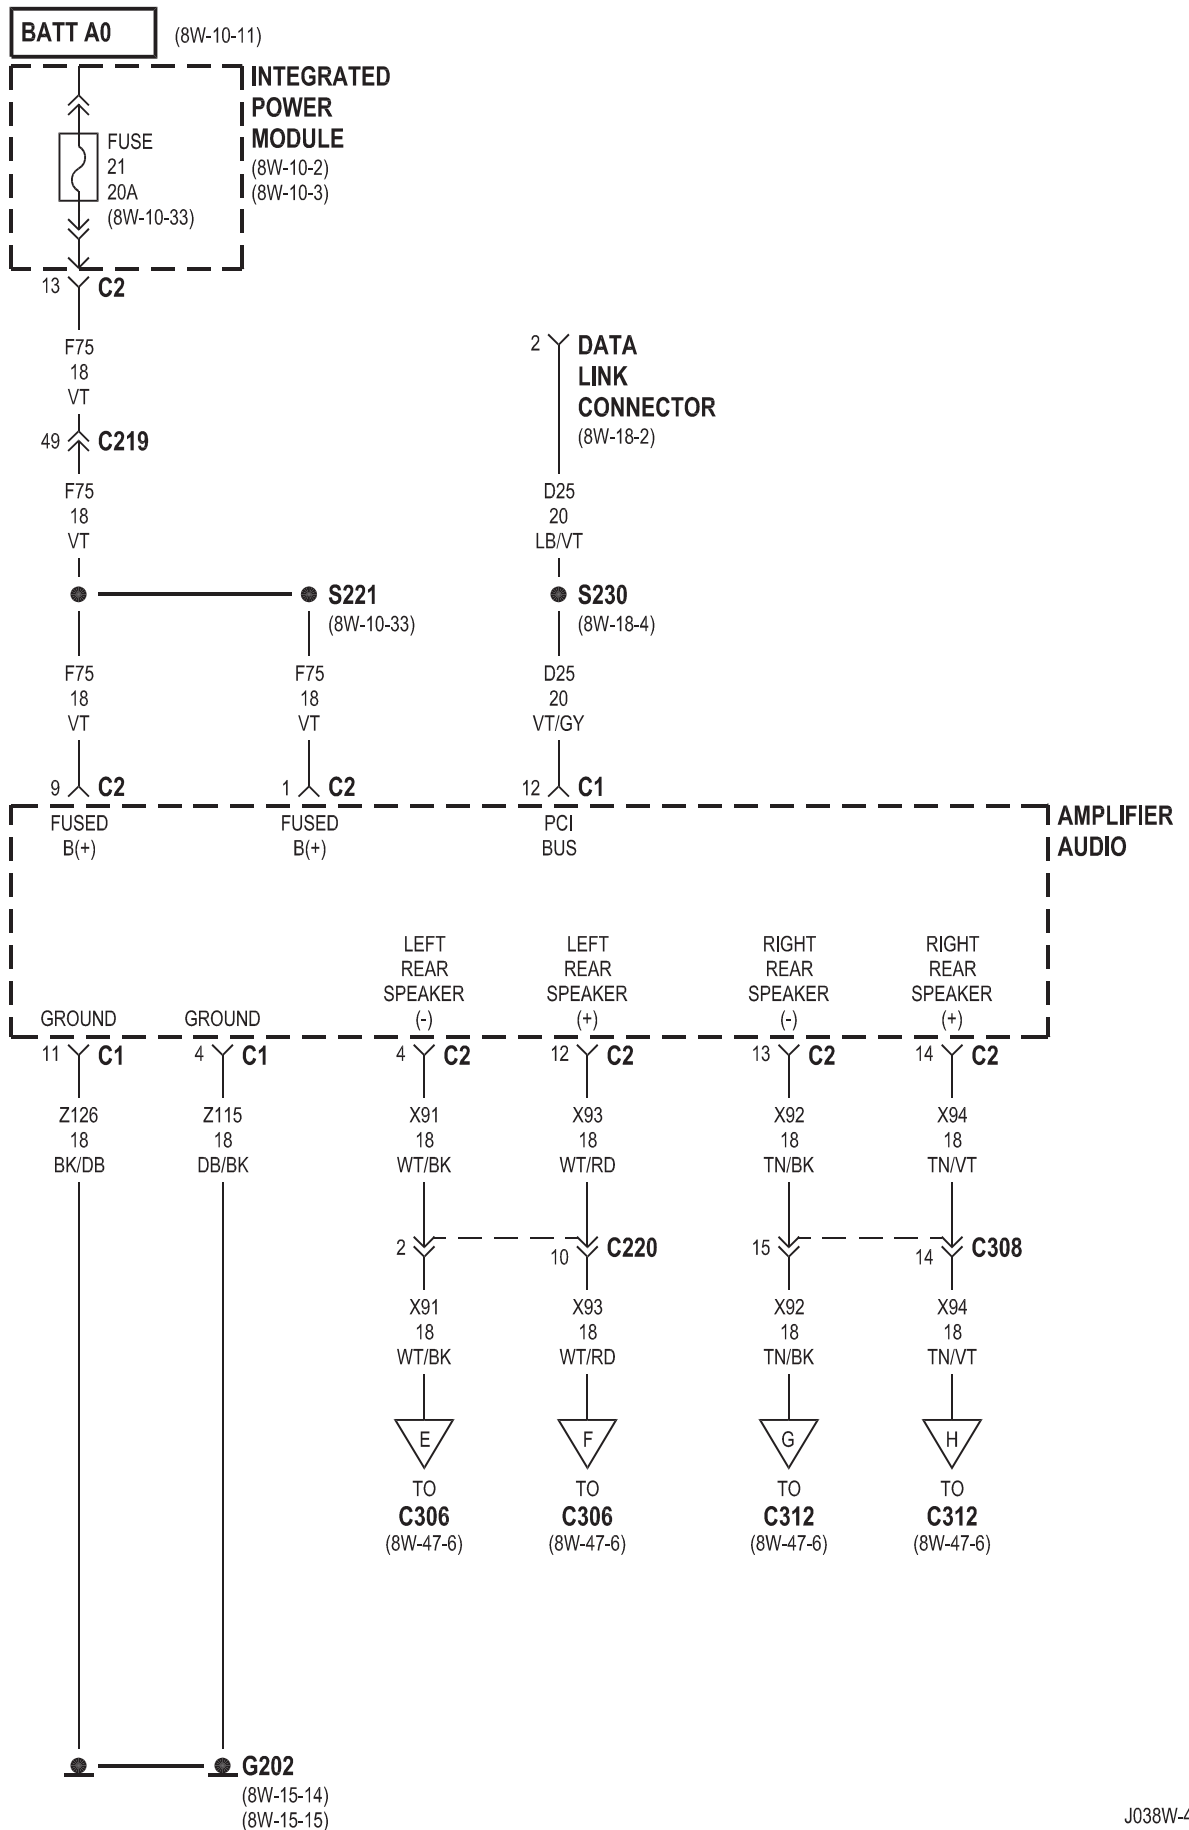 BATT A0 (8W-10-11)
INTEGRATED
POWER
MODULE
(8W-10-2)
(8W-10-3)
FUSE
21
20A
(8W-10-33)
13 C2
F75
18
VT
49 C219
F75
18
VT
2 DATA
LINK
CONNECTOR
(8W-18-2)
D25
20
LB/VT
S221
(8W-10-33)
S230
(8W-18-4)
F75
18
VT
F75
18
VT
D25
20
VT/GY
9 C2
1 C2
12 C1
FUSED
B(+)
FUSED
B(+)
PCI
BUS
AMPLIFIER
AUDIO
LEFT
REAR
SPEAKER
(-)
LEFT
REAR
SPEAKER
(+)
RIGHT
REAR
SPEAKER
(-)
RIGHT
REAR
SPEAKER
(+)
GROUND
GROUND
11 C1
4 C1
4 C2
12 C2
13 C2
14 C2
Z126
18
BK/DB
Z115
18
DB/BK
X91
18
WT/BK
X93
18
WT/RD
X92
18
TN/BK
X94
18
TN/VT
2
10 C220
15
14 C308
X91
18
WT/BK
X93
18
WT/RD
X92
18
TN/BK
X94
18
TN/VT
E
TO
C306
(8W-47-6)
F
TO
C306
(8W-47-6)
G
TO
C312
(8W-47-6)
H
TO
C312
(8W-47-6)
G202
(8W-15-14)
(8W-15-15)
J038W-4